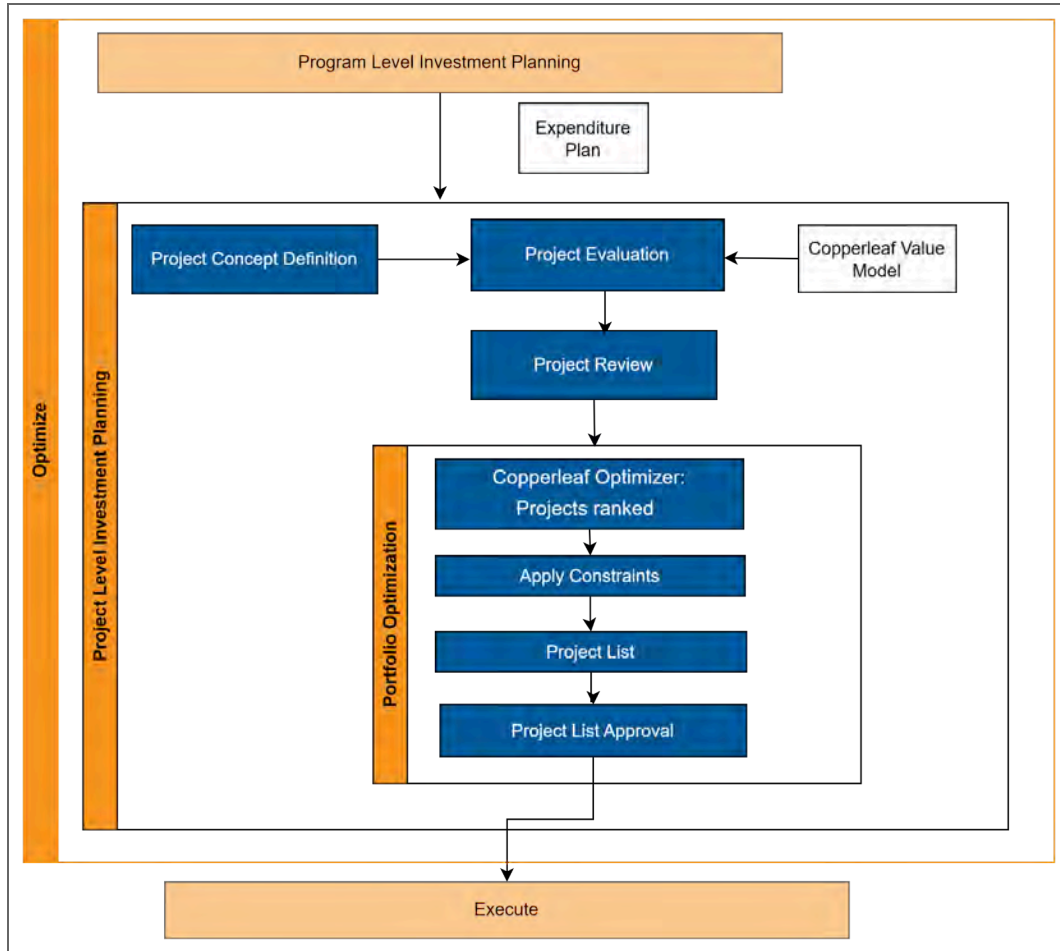 Program Level Investment Planning
Expenditure
Plan
Project Concept Definition
Project Evaluation
Copperleaf Value
Model
Project Review
Copperleaf Optimizer:
Projects ranked
Apply Constraints
Project List
Project List Approval
Portfolio Optimization
Project Level Investment Planning
Optimize
Execute